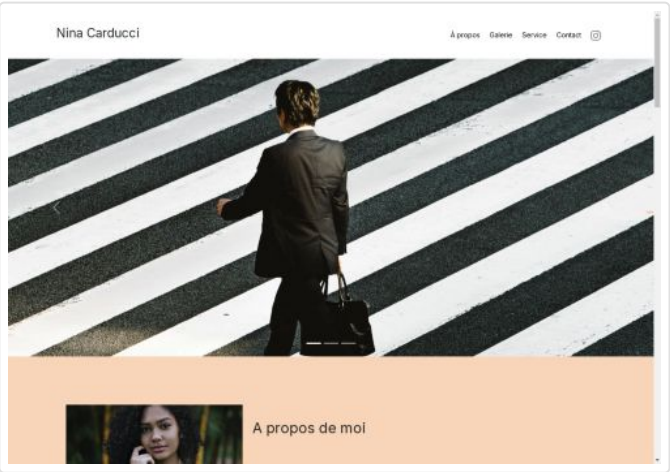 Nina Carducci
À propos Galerie Service Contact
A propos de moi